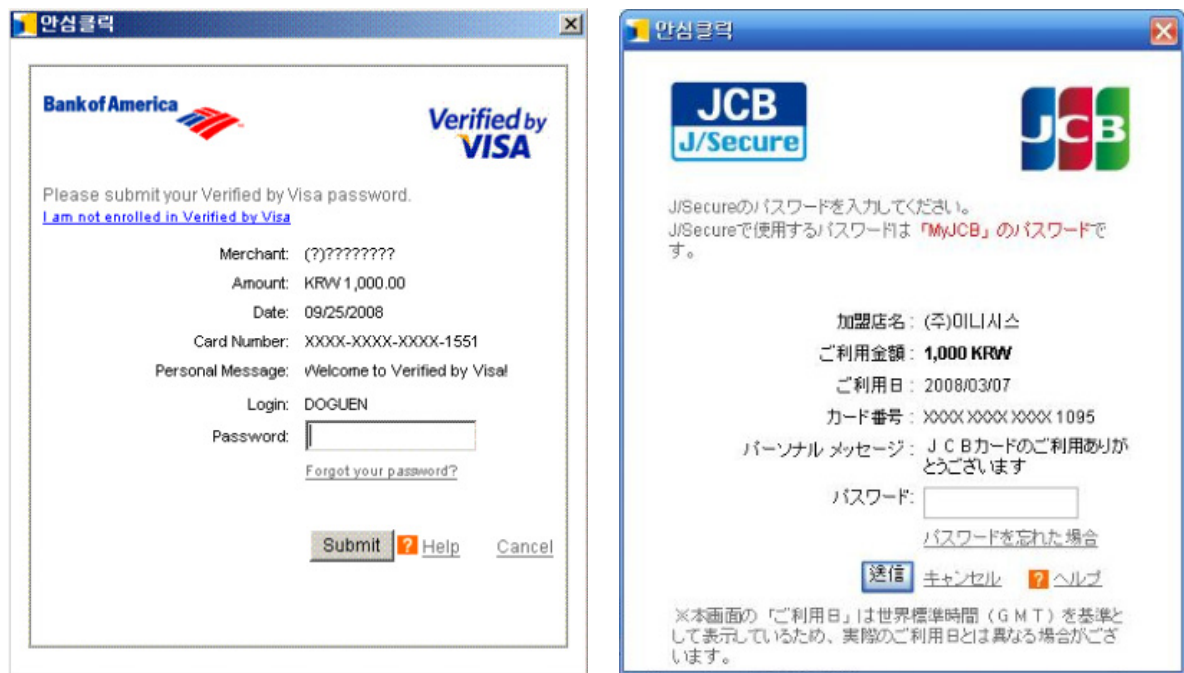 안심클릭
Bank of America
Verified by
VISA
Please submit your Verified by Visa password.
I am not enrolled in Verified by Visa
Merchant: (?)????????
Amount: KRW 1,000.00
Date: 09/25/2008
Card Number: XXXX-XXXX-XXXX-1551
Personal Message: Welcome to Verified by Visa!
Login: DOGUEN
Password:
Forgot your password?
Submit ? Help Cancel
안심클릭
JCB
J/Secure
JCB
J/Secureのパスワードを入力してください。
J/Secureで使用するパスワードは「MyJCB」のパスワードで
す。
加盟店名: (주)이니시스
ご利用金額: 1,000 KRW
ご利用日: 2008/03/07
カード番号: XXXX XXXX XXXX 1095
パーソナル メッセージ: JCBカードのご利用ありが
とうございます
パスワード:
パスワードを忘れた場合
送信 キャンセル ? ヘルプ
※本画面の「ご利用日」は世界標準時間（GMT）を基準と
して表示しているため、実際のご利用日とは異なる場合がござ
います。